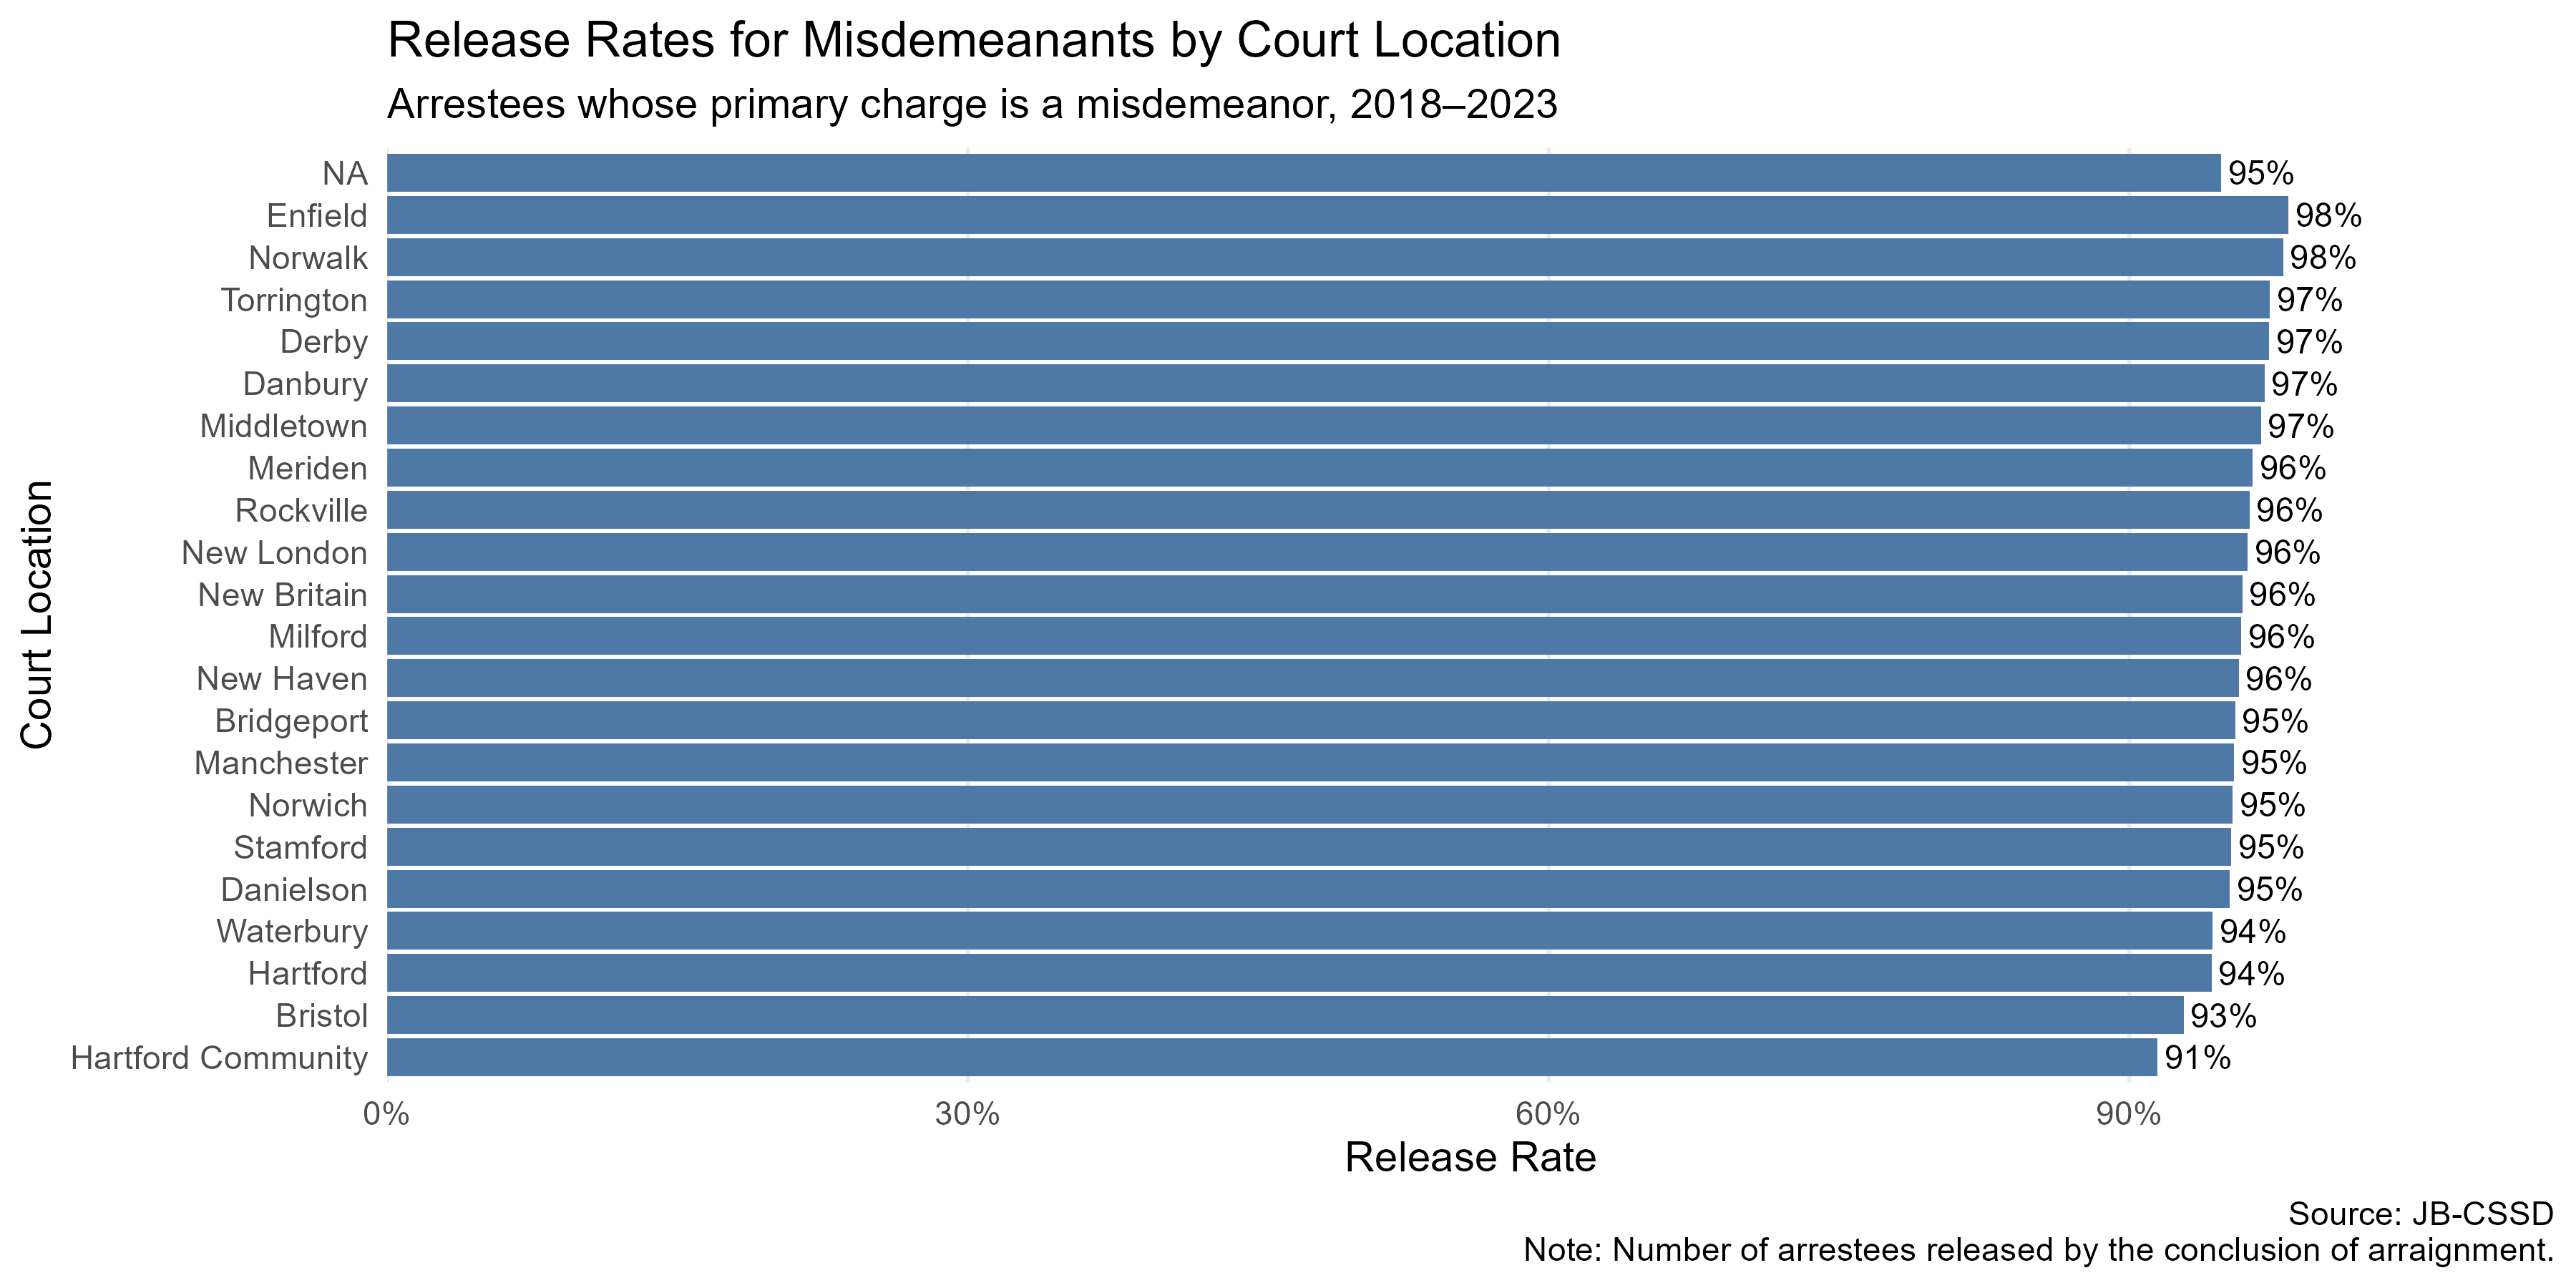 Release Rates for Misdemeanants by Court Location
Arrestees whose primary charge is a misdemeanor, 2018–2023
Court Location
NA 95%
Enfield 98%
Norwalk 98%
Torrington 97%
Derby 97%
Danbury 97%
Middletown 97%
Meriden 96%
Rockville 96%
New London 96%
New Britain 96%
Milford 96%
New Haven 96%
Bridgeport 95%
Manchester 95%
Norwich 95%
Stamford 95%
Danielson 95%
Waterbury 94%
Hartford 94%
Bristol 93%
Hartford Community 91%
0% 30% 60% 90%
Release Rate
Source: JB-CSSD
Note: Number of arrestees released by the conclusion of arraignment.